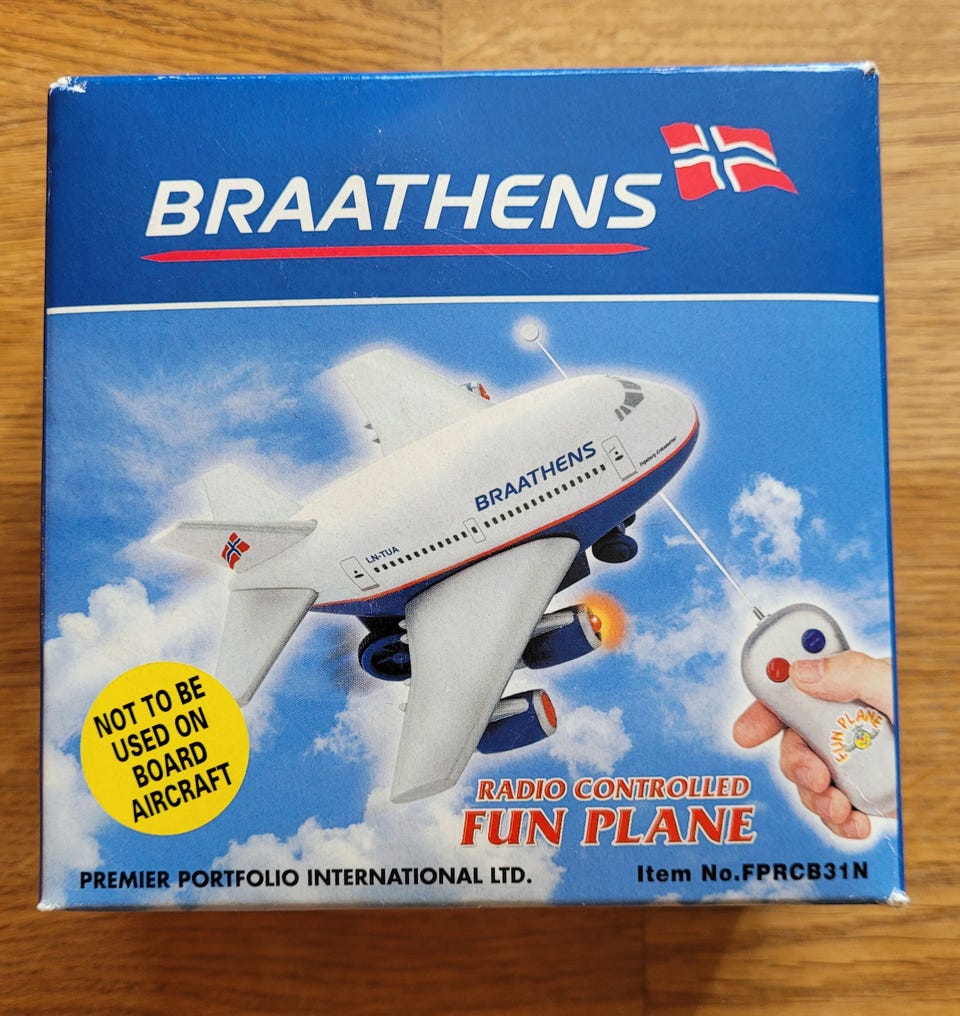 BRAATHENS
BRAATHENS
LN-TUA
NOT TO BE
USED ON
BOARD
AIRCRAFT
FUN PLANE
RADIO CONTROLLED
FUN PLANE
PREMIER PORTFOLIO INTERNATIONAL LTD.
Item No.FPRCB31N